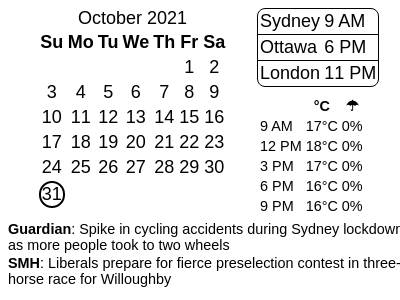 October 2021
Su Mo Tu We Th Fr Sa
1 2
3 4 5 6 7 8 9
10 11 12 13 14 15 16
17 18 19 20 21 22 23
24 25 26 27 28 29 30
31
Sydney 9 AM
Ottawa 6 PM
London 11 PM
°C ☂
9 AM 17°C 0%
12 PM 18°C 0%
3 PM 17°C 0%
6 PM 16°C 0%
9 PM 16°C 0%
Guardian: Spike in cycling accidents during Sydney lockdown
as more people took to two wheels
SMH: Liberals prepare for fierce preselection contest in three-
horse race for Willoughby